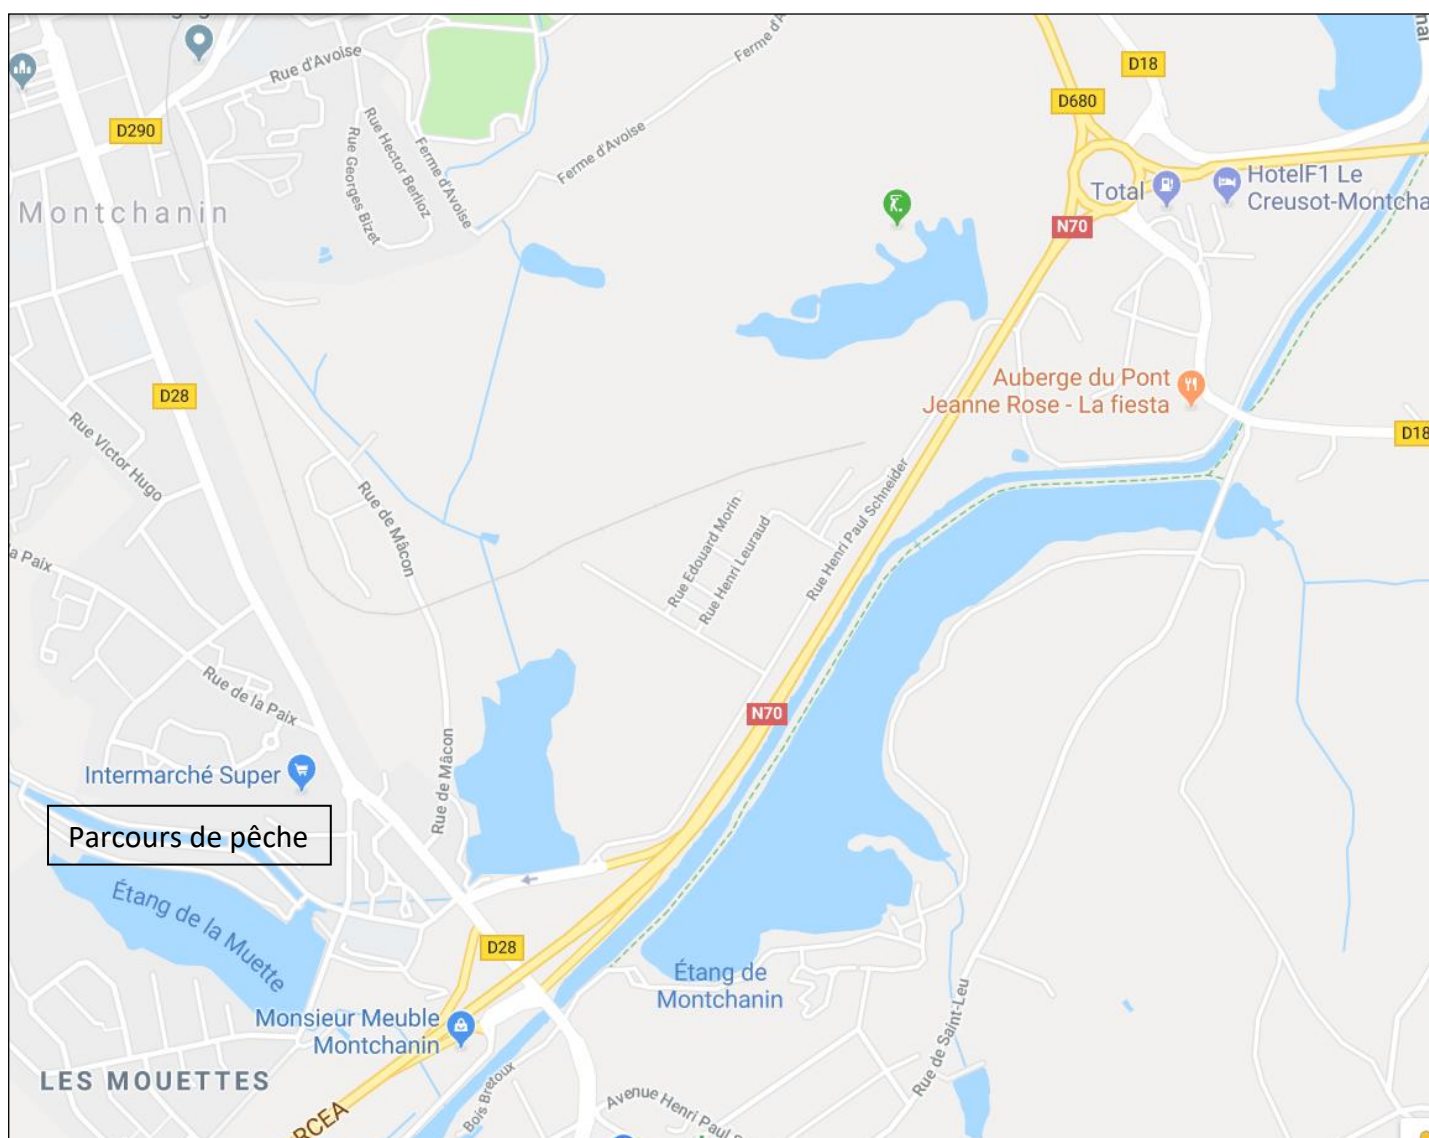 D18
D680
Rue d'Avoise
Ferme d'Avoise
D290
Rue Hector Berlioz
Rue Georges Bizet
Ferme d'Avoise
Montchanin
Total
HotelF1 Le
Creusot-Montcha
N70
Auberge du Pont
Jeanne Rose - La fiesta
D28
D18
Rue Victor Hugo
Rue de Mâcon
Rue Edouard Morin
Rue Henri Leuraud
Rue Henri Paul Schneider
a Paix
Rue de la Paix
N70
Rue de Mâcon
Intermarché Super
Parcours de pêche
Étang de la Muette
D28
Étang de
Montchanin
Monsieur Meuble
Montchanin
Rue de Saint-Leu
LES MOUETTES
Bois Bretoux
Avenue Henri Paul S
RCEA